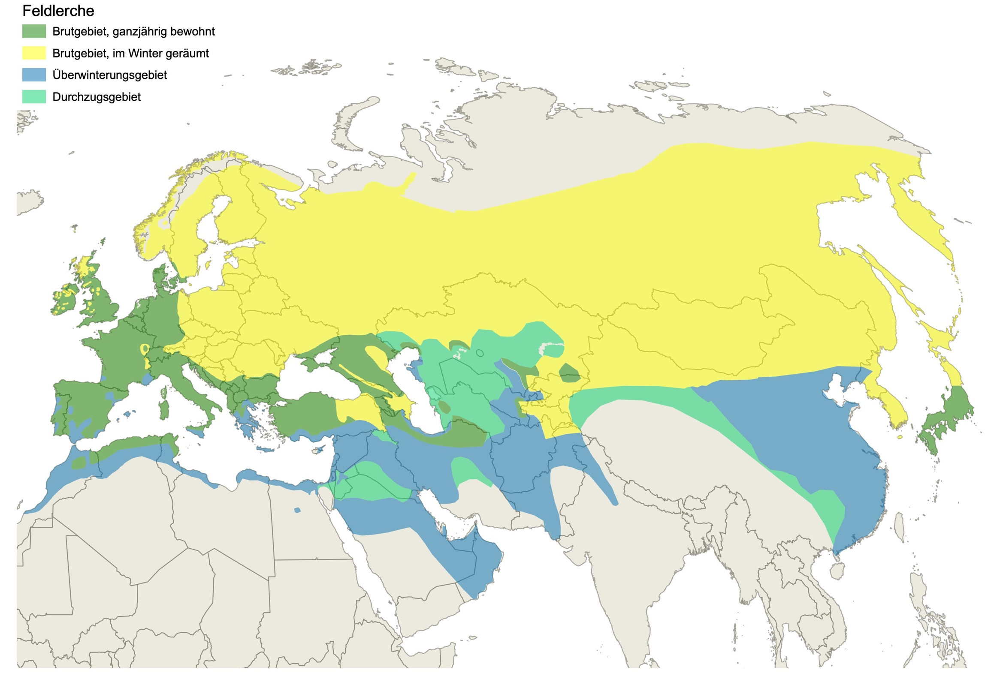 Feldlerche
Brutgebiet, ganzjährig bewohnt
Brutgebiet, im Winter geräumt
Überwinterungsgebiet
Durchzugsgebiet